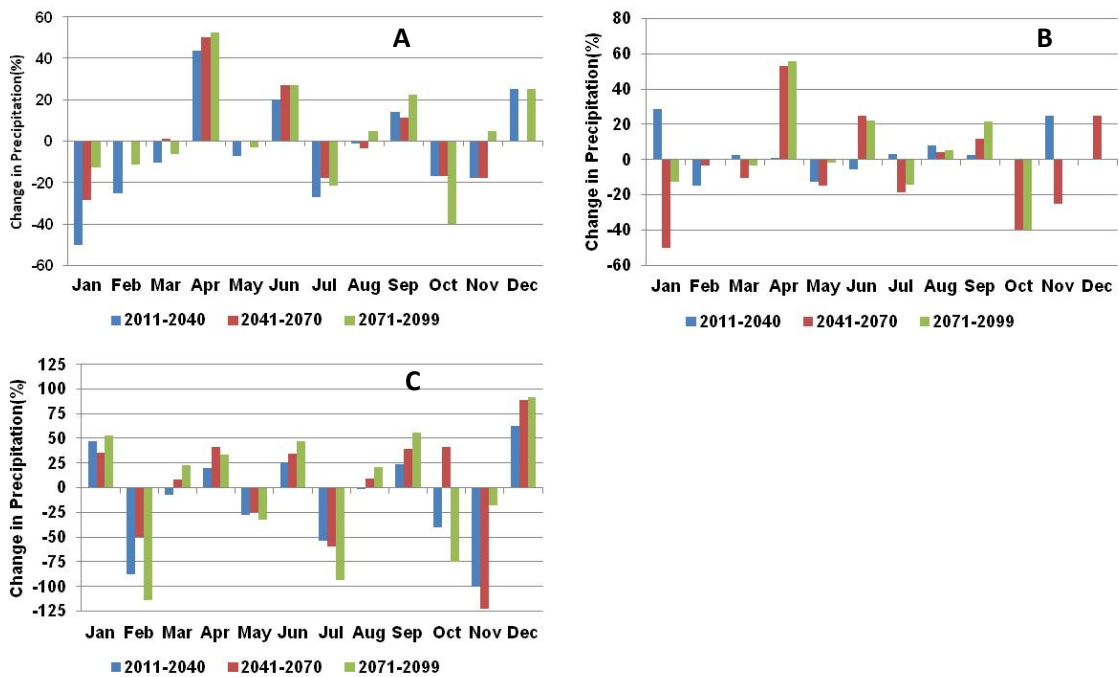 A
Change in Precipitation(%)
60
40
20
0
-20
-40
-60
Jan Feb Mar Apr May Jun Jul Aug Sep Oct Nov Dec
2011-2040 2041-2070 2071-2099
B
Change in Precipitation(%)
80
60
40
20
0
-20
-40
-60
Jan Feb Mar Apr May Jun Jul Aug Sep Oct Nov Dec
2011-2040 2041-2070 2071-2099
C
Change in Precipitation(%)
125
100
75
50
25
0
-25
-50
-75
-100
-125
Jan Feb Mar Apr May Jun Jul Aug Sep Oct Nov Dec
2011-2040 2041-2070 2071-2099